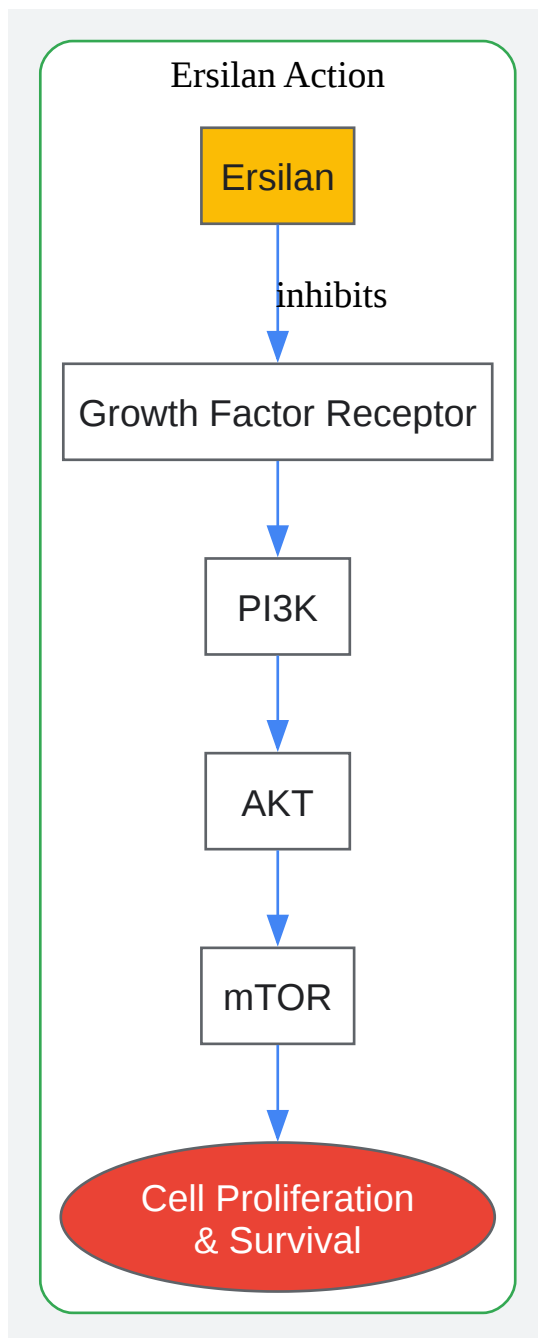 Ersilan Action
Ersilan
inhibits
Growth Factor Receptor
PI3K
AKT
mTOR
Cell Proliferation
& Survival